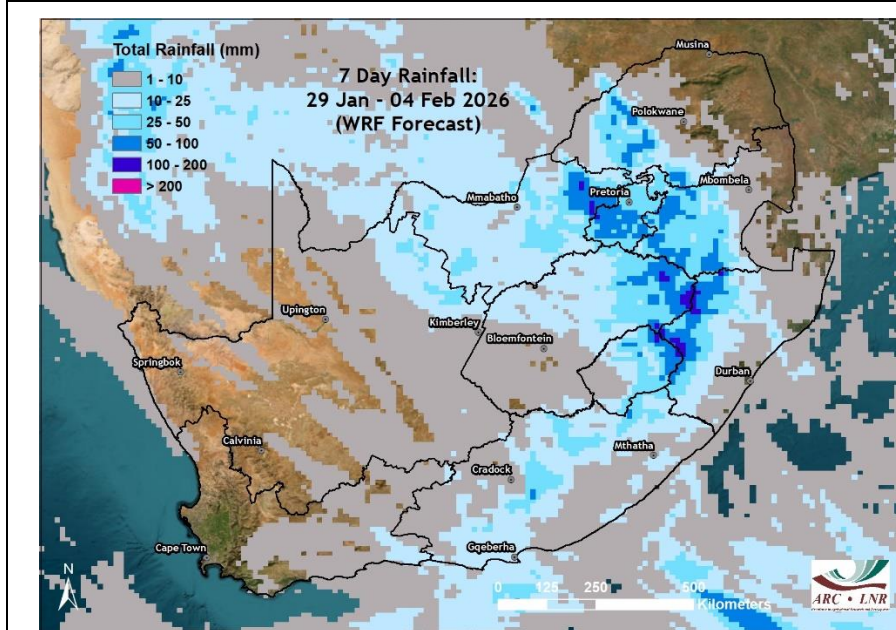 Total Rainfall (mm)
1 - 10
10 - 25
25 - 50
50 - 100
100 - 200
> 200
7 Day Rainfall:
29 Jan - 04 Feb 2026
(WRF Forecast)
Musina
Polokwane
Pretoria
Mbombela
Mmabatho
Upington
Kimberley
Bloemfontein
Springbok
Durban
Calvinia
Mthatha
Cradock
Cape Town
Gqeberha
N
0 125 250 500
Kilometers
ARC • LNR